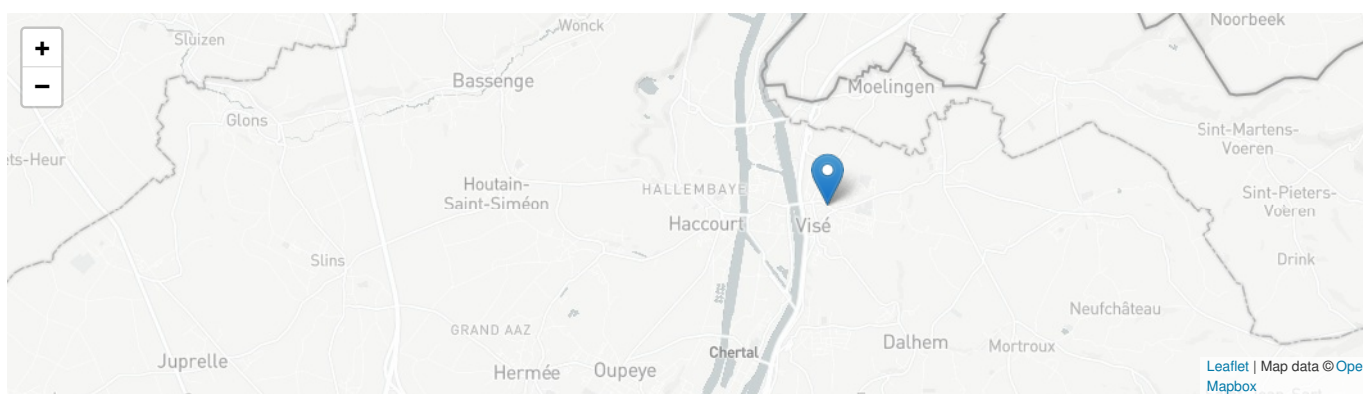 +
−
Sluizen
Wonck
Noorbeek
Bassenge
Moelingen
Glons
Sint-Martens-
Voeren
ets-Heur
Houtain-
Saint-Siméon
HALLEMBAYE
Sint-Pieters-
Voeren
Haccourt
Visé
Slins
Drink
Neufchâteau
GRAND AAZ
Chertal
Dalhem
Mortroux
Juprelle
Hermée
Oupeye
Leaflet | Map data © Ope
Mapbox